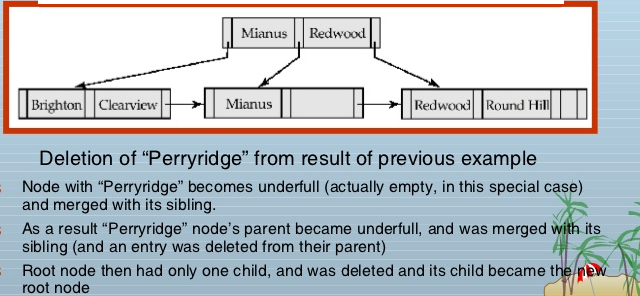 Mianus Redwood
Brighton Clearview Mianus Redwood Round Hill
Deletion of “Perryridge” from result of previous example
Node with “Perryridge” becomes underfull (actually empty, in this special case)
and merged with its sibling.
As a result “Perryridge” node’s parent became underfull, and was merged with its
sibling (and an entry was deleted from their parent)
Root node then had only one child, and was deleted and its child became the new
root node